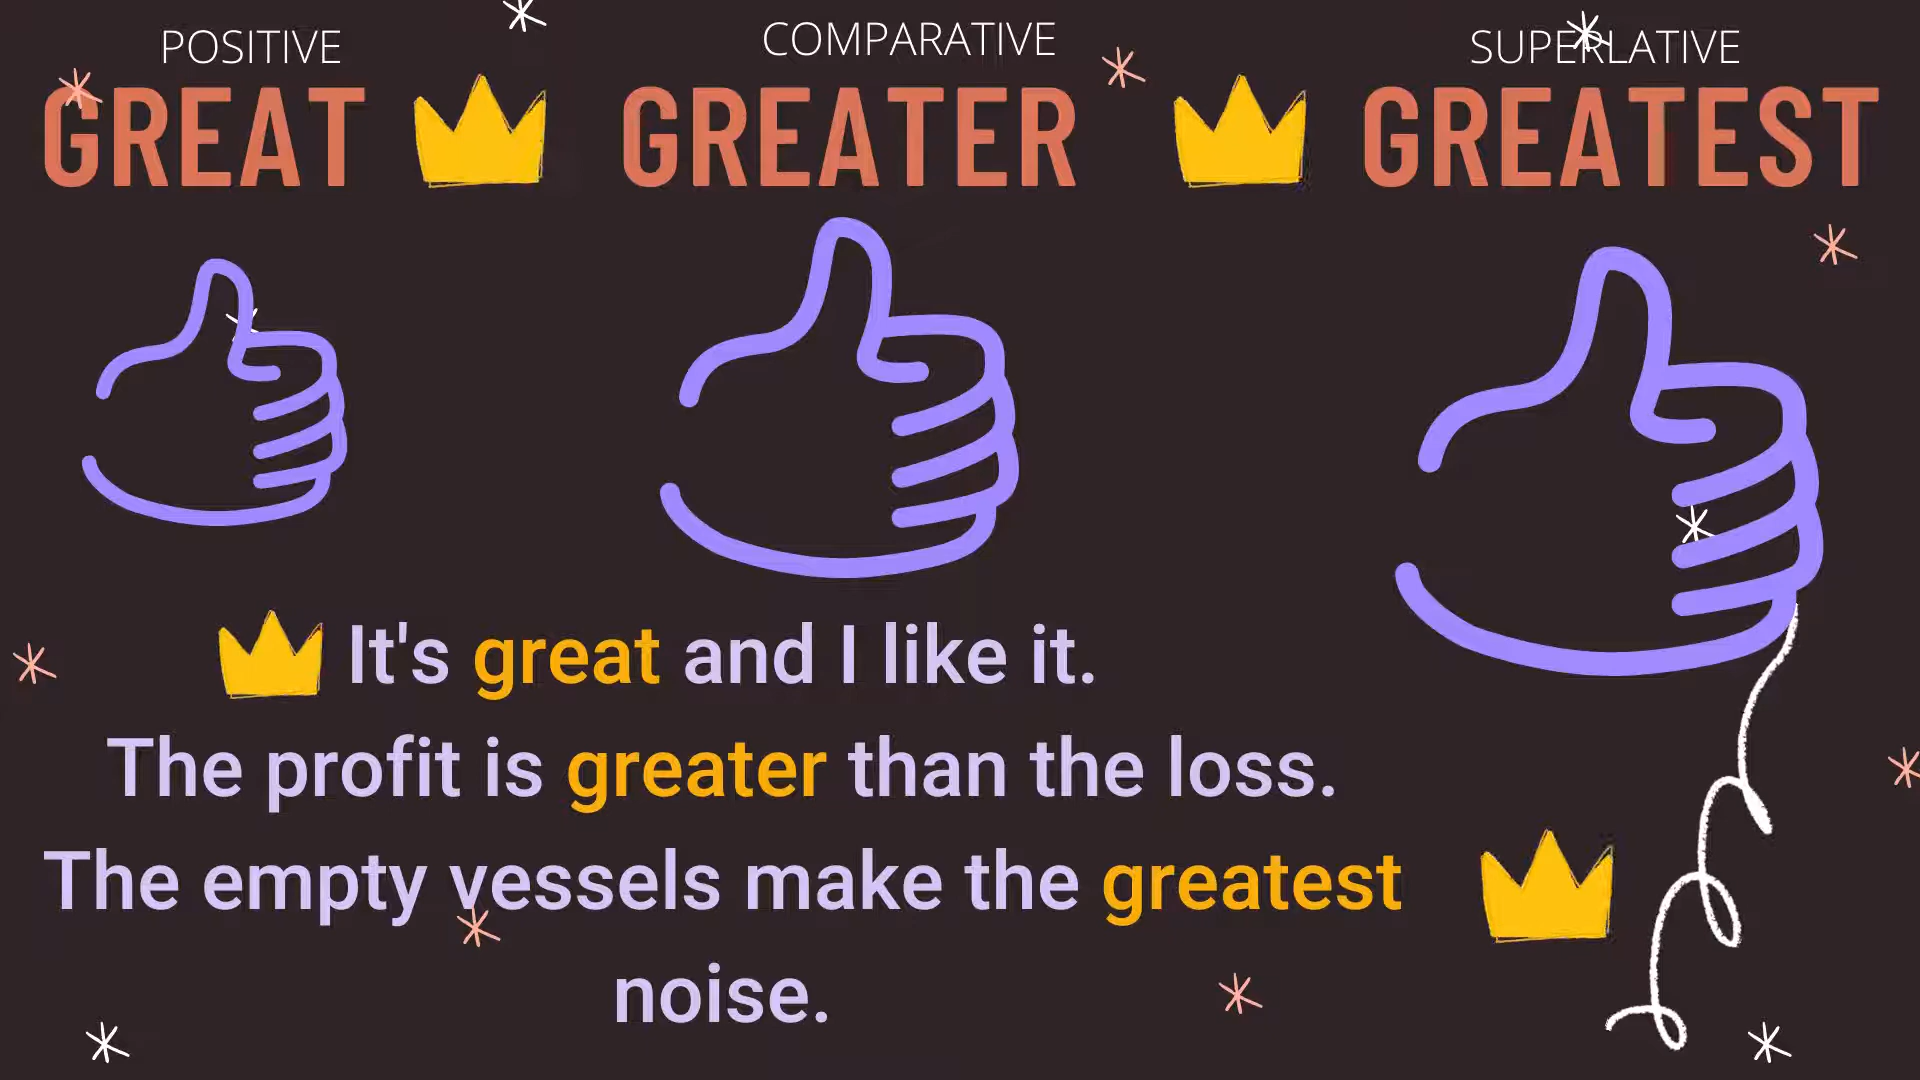 POSITIVE
GREAT
COMPARATIVE
GREATER
SUPERLATIVE
GREATEST
It's great and I like it.
The profit is greater than the loss.
The empty vessels make the greatest
noise.